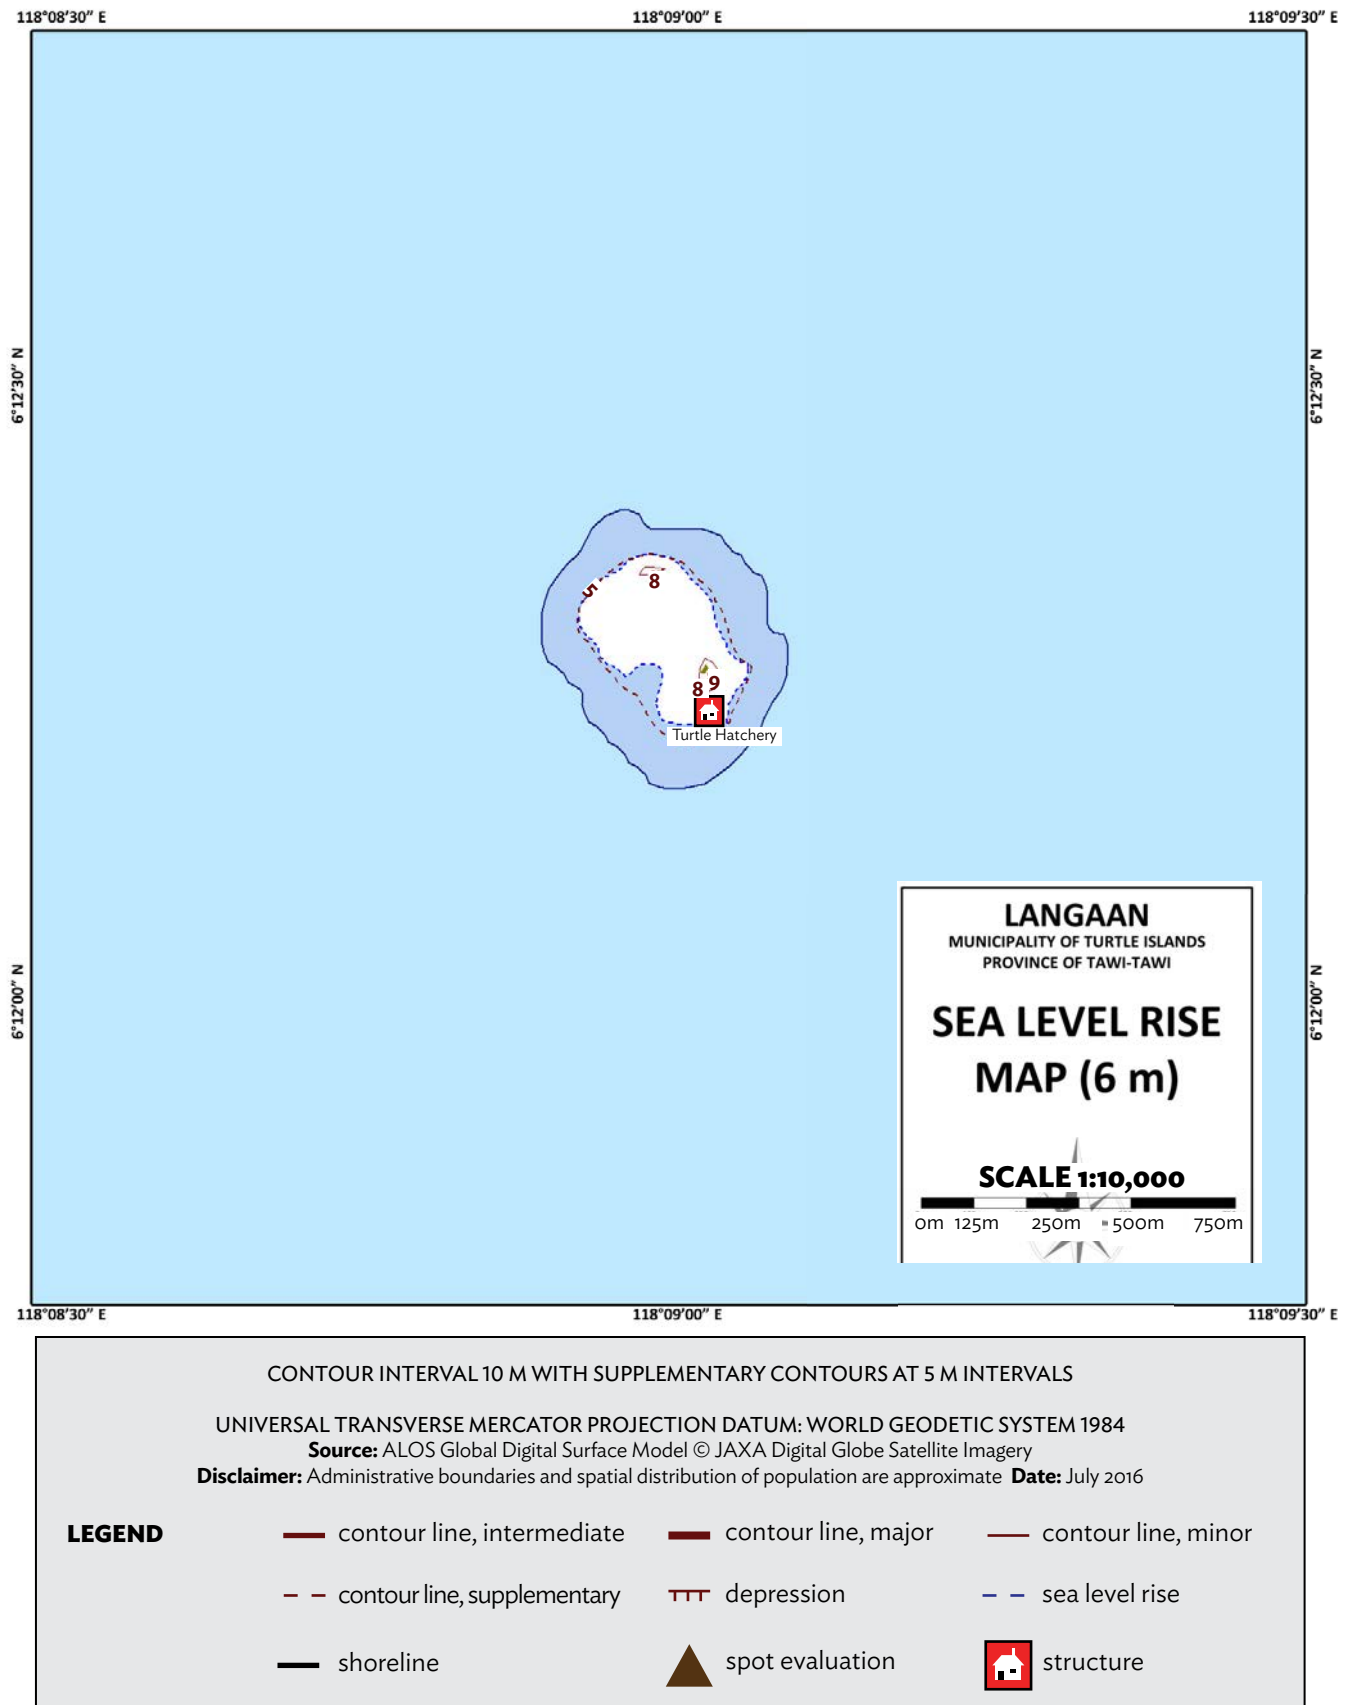 118°08'30" E 118°09'00" E 118°09'30" E
6°12'30" N 6°12'30" N
5
8
8 9
Turtle Hatchery
LANGAAN
MUNICIPALITY OF TURTLE ISLANDS
PROVINCE OF TAWI-TAWI
SEA LEVEL RISE
MAP (6 m)
6°12'00" N 6°12'00" N
SCALE 1:10,000
0m 125m 250m 500m 750m
118°08'30" E 118°09'00" E 118°09'30" E
CONTOUR INTERVAL 10 M WITH SUPPLEMENTARY CONTOURS AT 5 M INTERVALS
UNIVERSAL TRANSVERSE MERCATOR PROJECTION DATUM: WORLD GEODETIC SYSTEM 1984
Source: ALOS Global Digital Surface Model © JAXA Digital Globe Satellite Imagery
Disclaimer: Administrative boundaries and spatial distribution of population are approximate Date: July 2016
LEGEND contour line, intermediate contour line, major contour line, minor
contour line, supplementary depression sea level rise
shoreline spot evaluation structure